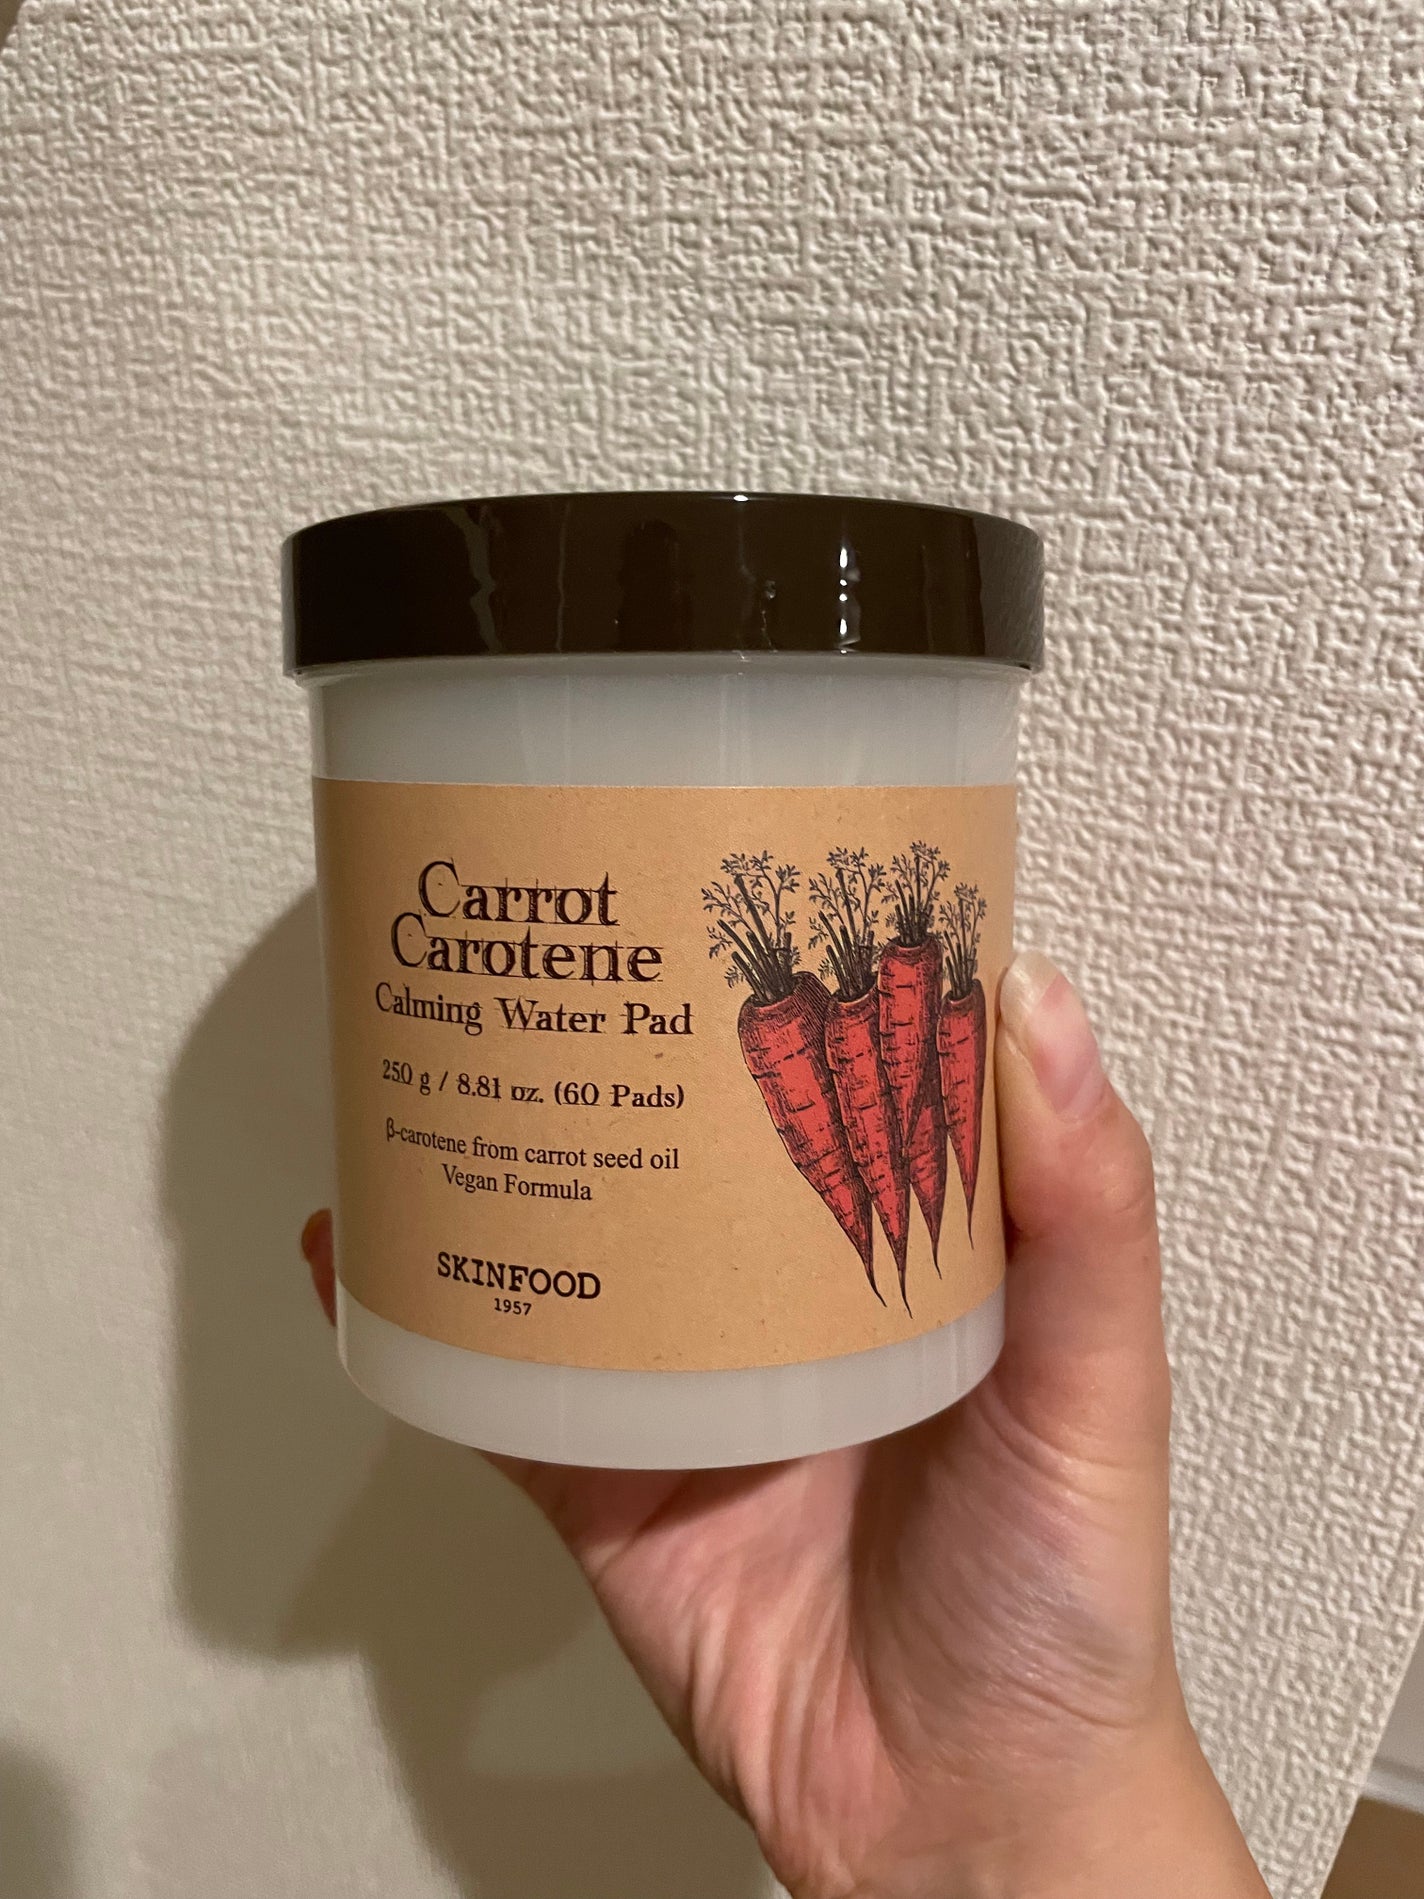 Carrot
Carotene
Calming Water Pad
250 g / 8.81 oz. (60 Pads)
β-carotene from carrot seed oil
Vegan Formula
SKINFOOD
1957